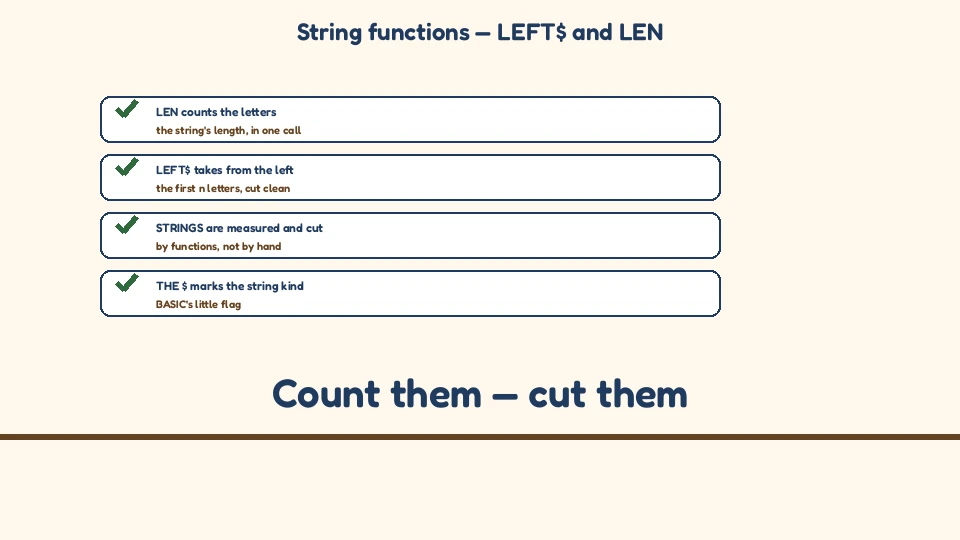 String functions — LEFT$ and LEN
LEN counts the letters
the string's length, in one call
LEFT$ takes from the left
the first n letters, cut clean
STRINGS are measured and cut
by functions, not by hand
THE $ marks the string kind
BASIC's little flag
Count them — cut them